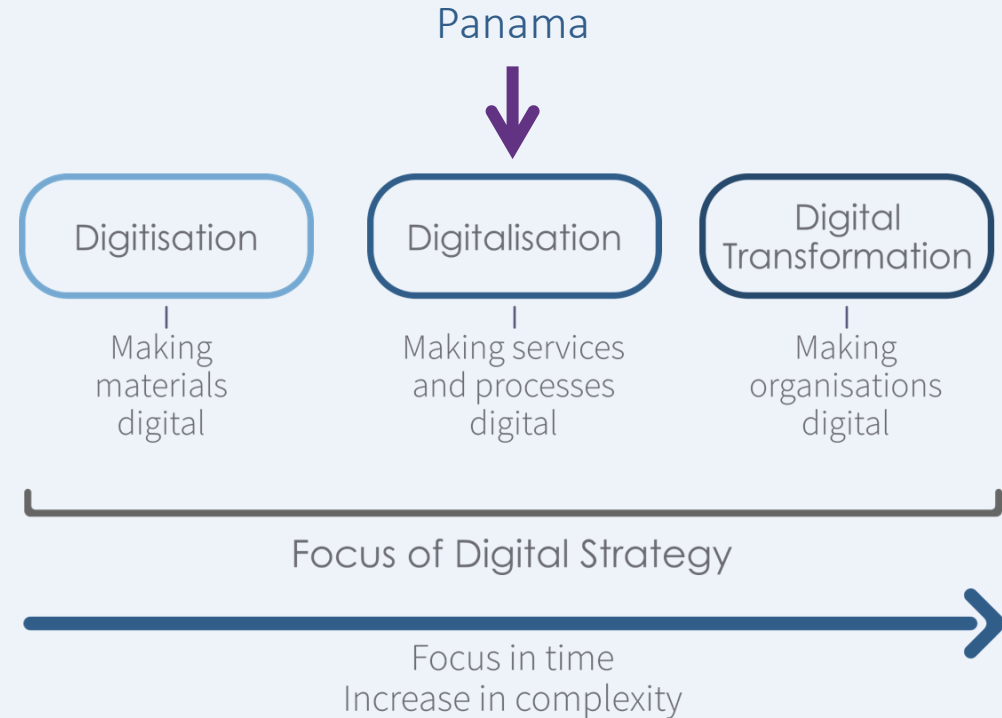 Panama
Digitisation
Digitalisation
Digital
Transformation
Making
materials
digital
Making services
and processes
digital
Making
organisations
digital
Focus of Digital Strategy
Focus in time
Increase in complexity